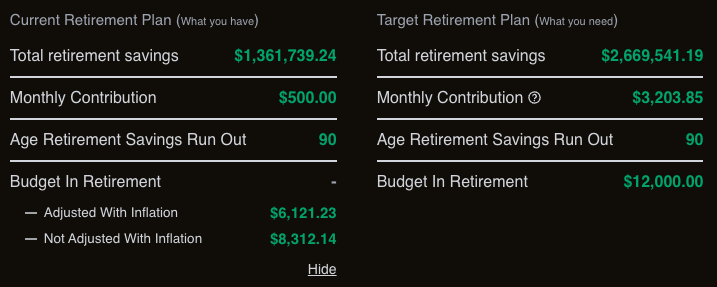 Current Retirement Plan (What you have)
Total retirement savings $1,361,739.24
Monthly Contribution $500.00
Age Retirement Savings Run Out 90
Budget In Retirement -
— Adjusted With Inflation $6,121.23
— Not Adjusted With Inflation $8,312.14
Hide
Target Retirement Plan (What you need)
Total retirement savings $2,669,541.19
Monthly Contribution ? $3,203.85
Age Retirement Savings Run Out 90
Budget In Retirement $12,000.00